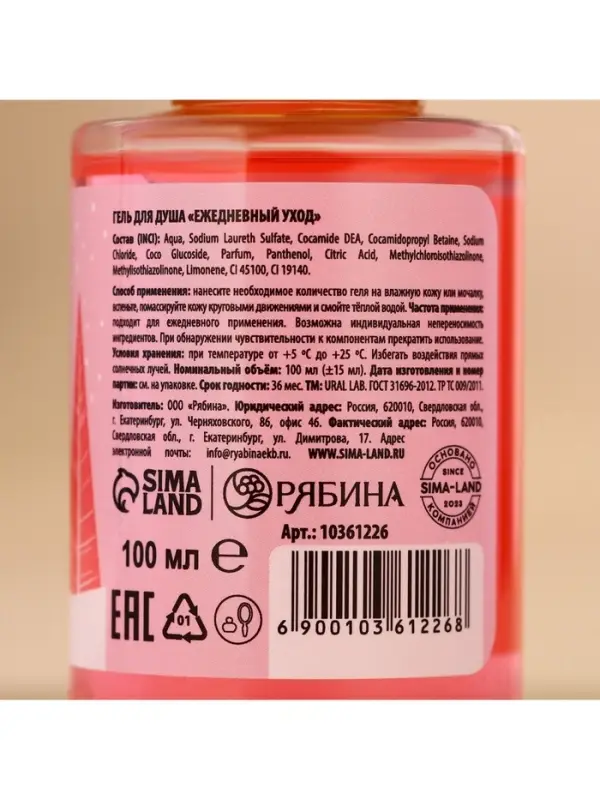 ГЕЛЬ ДЛЯ ДУША «ЕЖЕДНЕВНЫЙ УХОД»
Состав (INCI): Aqua, Sodium Laureth Sulfate, Cocamide DEA, Cocamidopropyl Betaine, Sodium
Chloride, Coco Glucoside, Parfum, Panthenol, Citric Acid, Methylchloroisothiazolinone,
Methylisothiazolinone, Limonene, CI 45100, CI 19140.
Способ применения: нанесите необходимое количество геля на влажную кожу или мочалку,
вспеньте, помассируйте кожу круговыми движениями и смойте тёплой водой. Частота применения:
подходит для ежедневного применения. Возможна индивидуальная непереносимость
ингредиентов. При обнаружении чувствительности к компонентам прекратить использование.
Условия хранения: при температуре от +5 °С до +25 °С. Избегать воздействия прямых
солнечных лучей. Номинальный объём: 100 мл (±15 мл). Дата изготовления и номер
партии: см. на упаковке. Срок годности: 36 мес. ТМ: URAL LAB. ГОСТ 31696-2012. ТР ТС 009/2011.
Изготовитель: ООО «Рябина». Юридический адрес: Россия, 620010, Свердловская обл.,
г. Екатеринбург, ул. Черняховского, 86, офис 46. Фактический адрес: Россия, 620010,
Свердловская обл., г. Екатеринбург, ул. Димитрова, 17. Адрес
электронной почты: info@ryabinaekb.ru WWW.SIMA-LAND.RU
SIMA
LAND
РЯБИНА
ОСНОВАНО
SINCE
SIMA-LAND
2023
КОМПАНИЕЙ
Арт.: 10361226
100 мл e
EAC
01
6 900103 612268